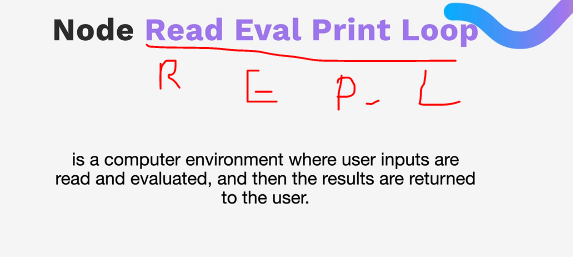 Node Read Eval Print Loop
R E P - L
is a computer environment where user inputs are
read and evaluated, and then the results are returned
to the user.